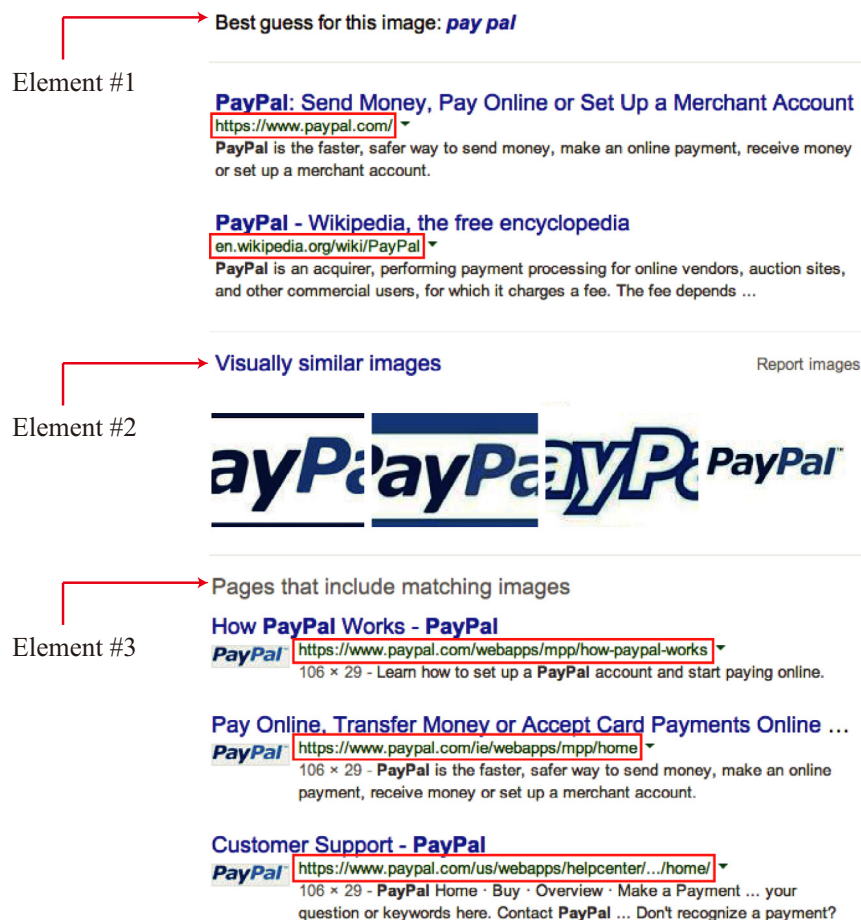 Best guess for this image: pay pal
Element #1
PayPal: Send Money, Pay Online or Set Up a Merchant Account
https://www.paypal.com/
PayPal is the faster, safer way to send money, make an online payment, receive money
or set up a merchant account.
PayPal - Wikipedia, the free encyclopedia
en.wikipedia.org/wiki/PayPal
PayPal is an acquirer, performing payment processing for online vendors, auction sites,
and other commercial users, for which it charges a fee. The fee depends ...
Visually similar images
Report images
Element #2
ayPa
PayPa
ayPa
PayPal™
Pages that include matching images
Element #3
How PayPal Works - PayPal
PayPal™
https://www.paypal.com/webapps/mpp/how-paypal-works
106 × 29 - Learn how to set up a PayPal account and start paying online.
Pay Online, Transfer Money or Accept Card Payments Online ...
PayPal™
https://www.paypal.com/ie/webapps/mpp/home
106 × 29 - PayPal is the faster, safer way to send money, make an online
payment, receive money or set up a merchant account.
Customer Support - PayPal
PayPal™
https://www.paypal.com/us/webapps/helpcenter/.../home/
106 × 29 - PayPal Home · Buy · Overview · Make a Payment ... your
question or keywords here. Contact PayPal ... Don't recognize a payment?